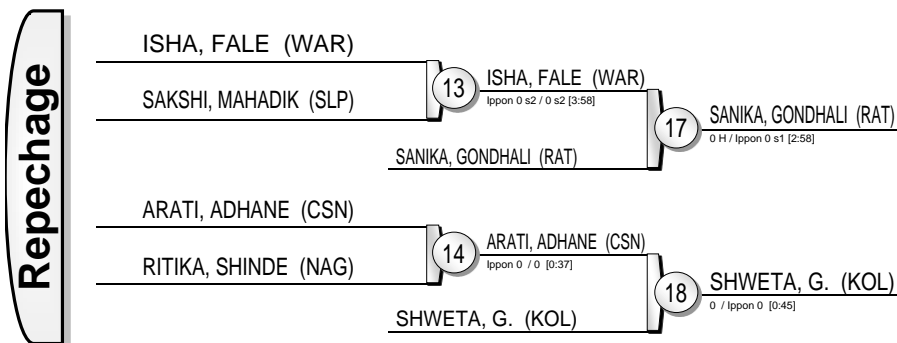 Repechage
ISHA, FALE (WAR)
SAKSHI, MAHADIK (SLP)
13
ISHA, FALE (WAR)
Ippon 0 s2 / 0 s2 [3:58]
SANIKA, GONDHALI (RAT)
17
SANIKA, GONDHALI (RAT)
0 H / Ippon 0 s1 [2:58]
ARATI, ADHANE (CSN)
RITIKA, SHINDE (NAG)
14
ARATI, ADHANE (CSN)
Ippon 0 / 0 [0:37]
SHWETA, G. (KOL)
18
SHWETA, G. (KOL)
0 / Ippon 0 [0:45]